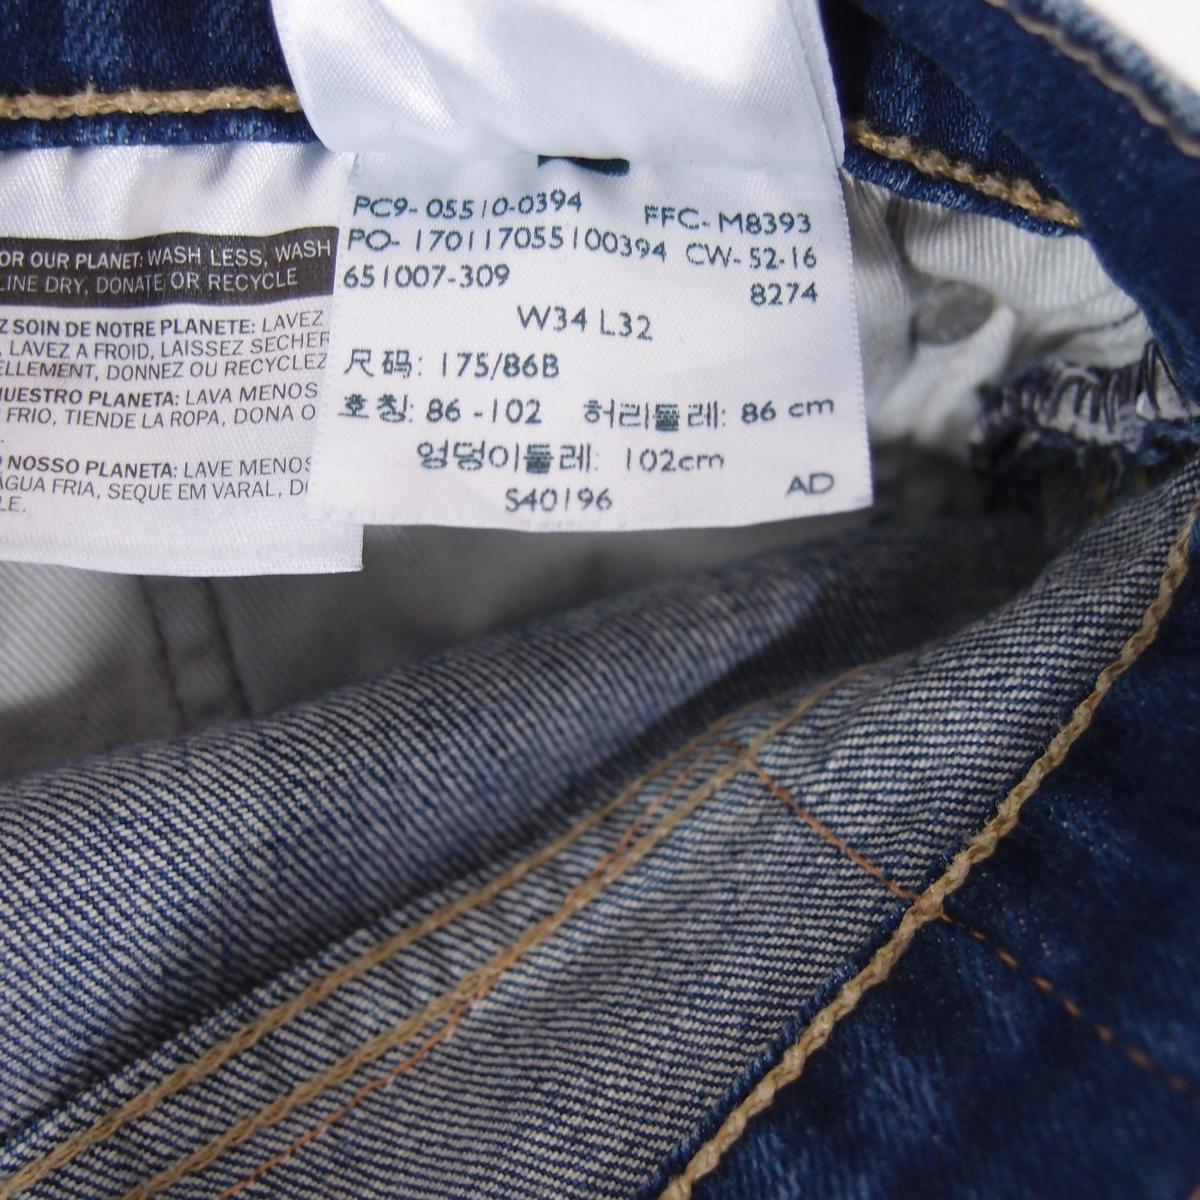 OR OUR PLANET: WASH LESS, WASH
LINE DRY, DONATE OR RECYCLE
Z SOIN DE NOTRE PLANETE: LAVEZ
, LAVEZ A FROID, LAISSEZ SECHER
ELLEMENT, DONNEZ OU RECYCLEZ
NUESTRO PLANETA: LAVA MENOS
FRIO, TIENDE LA ROPA, DONA O
.
O NOSSO PLANETA: LAVE MENOS
ÁGUA FRIA, SEQUE EM VARAL, D
LE.
PC9- 05510-0394 FFC- M8393
PO- 170117055100394 CW- 52-16
651007-309 8274
W34 L32
尺码: 175/86B
호칭: 86 -102 허리둘레: 86 cm
엉덩이둘레: 102cm
S40196 AD